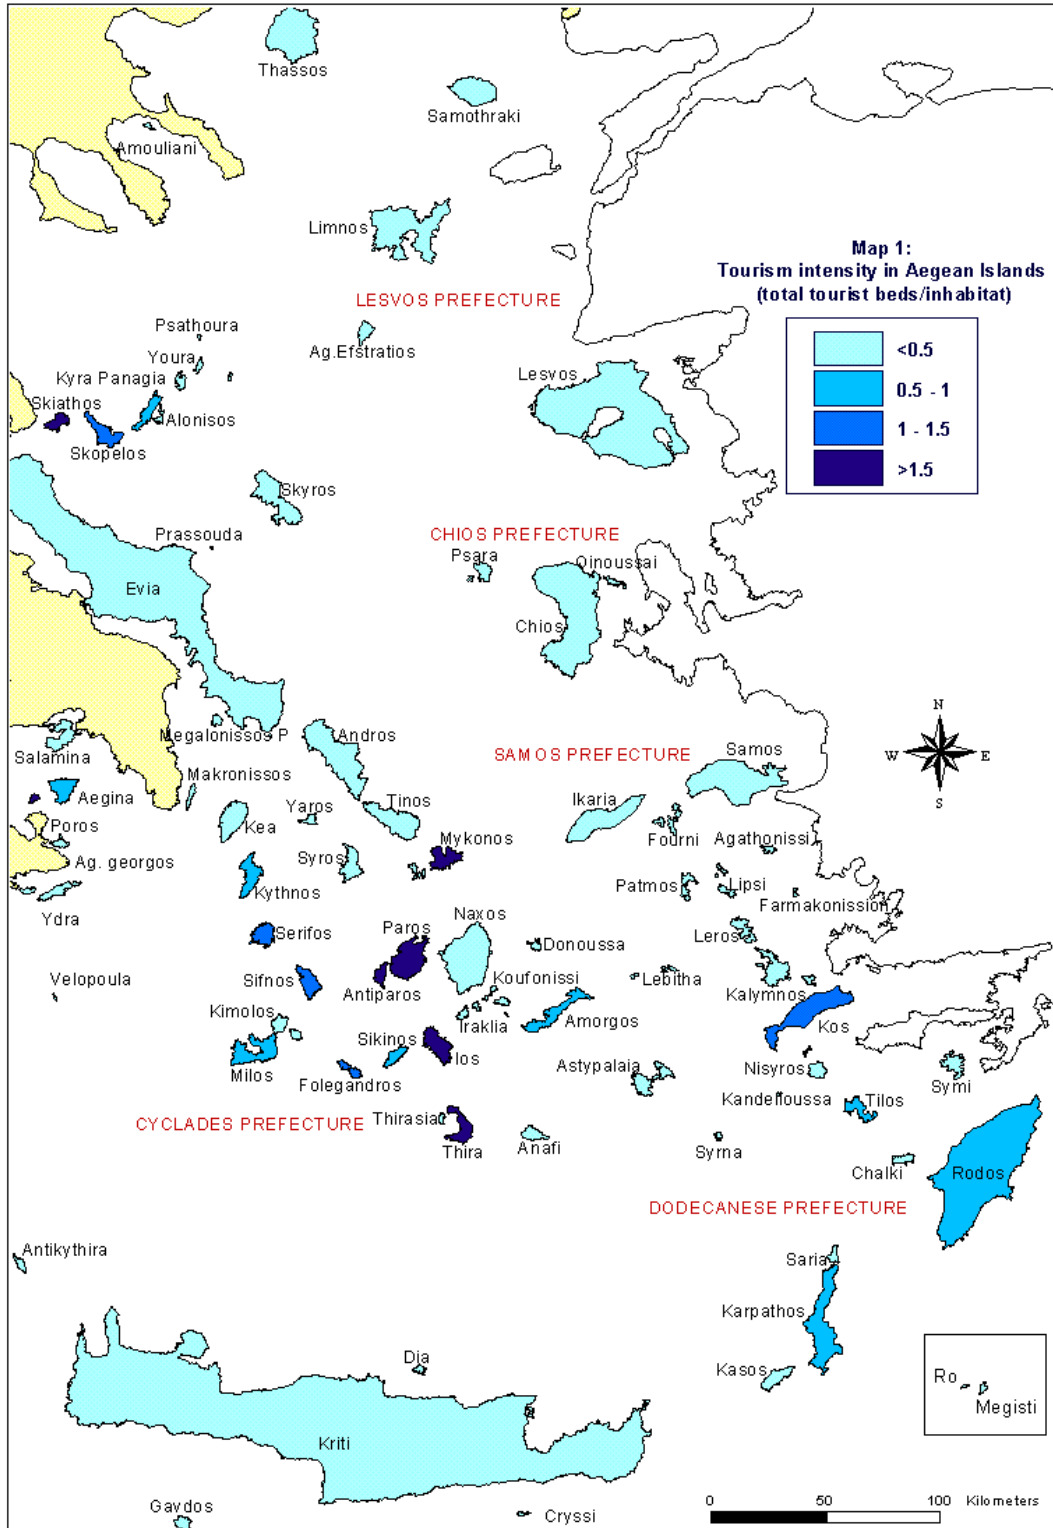 Thassos
Samothraki
Amouliani
Limnos
Map 1:
Tourism intensity in Aegean Islands
(total tourist beds/inhabitat)
<0.5
0.5 - 1
1 - 1.5
>1.5
LESVOS PREFECTURE
Psathoura
Ag.Efstratios
Youra
Kyra Panagia
Lesvos
Skiathos
Alonisos
Skopelos
Skyros
CHIOS PREFECTURE
Prassouda
Psara
Oinoussai
Evia
Chios
N
W
E
S
Megalonissos P
Andros
SAMOS PREFECTURE
Samos
Salamina
Makronissos
Aegina
Yaros
Tinos
Ikaria
Poros
Kea
Mykonos
Fourni
Agathonissi
Ag. georgos
Syros
Kythnos
Patmos
Lipsi
Farmakonission
Ydra
Naxos
Paros
Serifos
Donoussa
Leros
Velopoula
Sifnos
Antiparos
Koufonissi
Lebitha
Kalymnos
Kimolos
Iraklia
Amorgos
Kos
Sikinos
Ios
Milos
Folegandros
Astypalaia
Nisyros
Symi
Kandelioussa
Tilos
CYCLADES PREFECTURE
Thirasia
Thira
Anafi
Syrna
Chalki
Rodos
DODECANESE PREFECTURE
Antikythira
Saria
Karpathos
Dia
Kasos
Ro
Megisti
Kriti
Gavdos
Cryssi
0
50
100
Kilometers